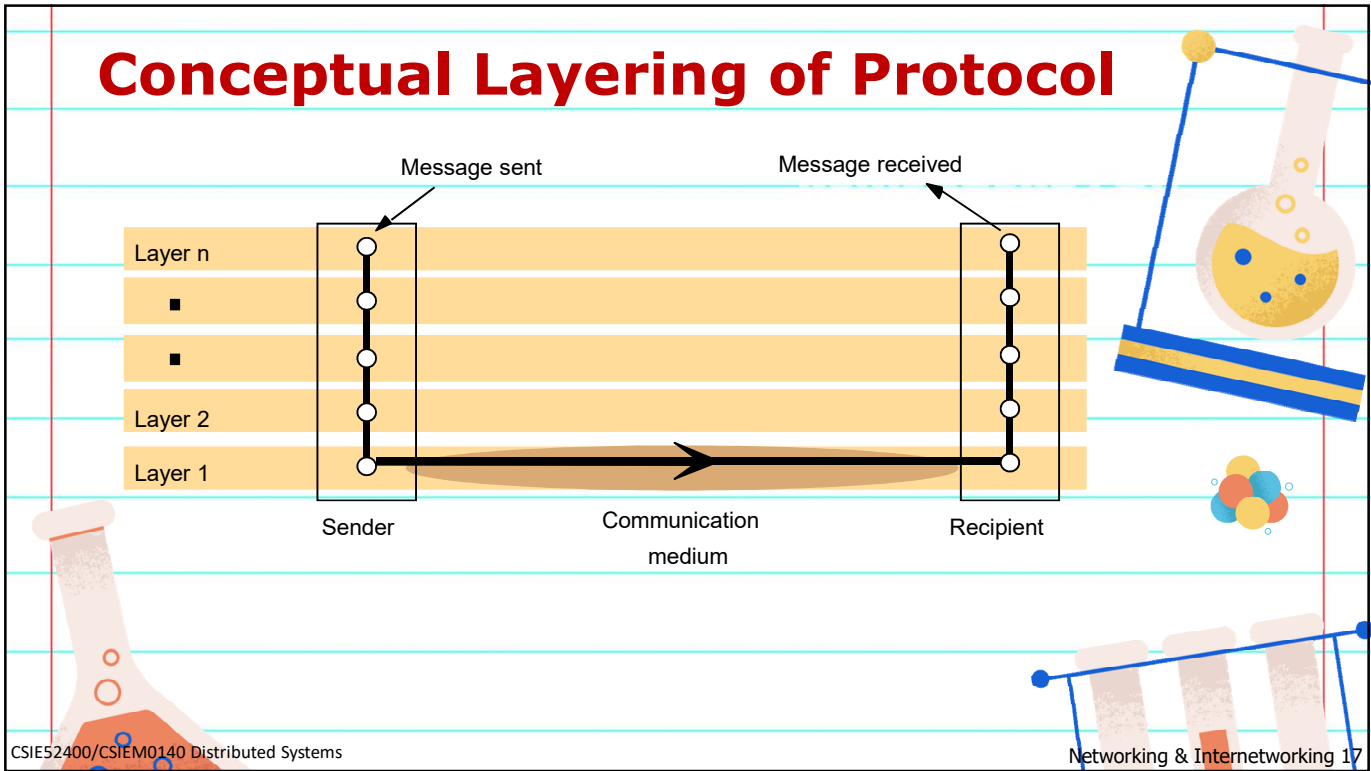 Conceptual Layering of Protocol
Message sent
Message received
Layer n
Layer 2
Layer 1
Sender
Communication
medium
Recipient
CSIE52400/CSIEM0140 Distributed Systems
Networking & Internetworking 17